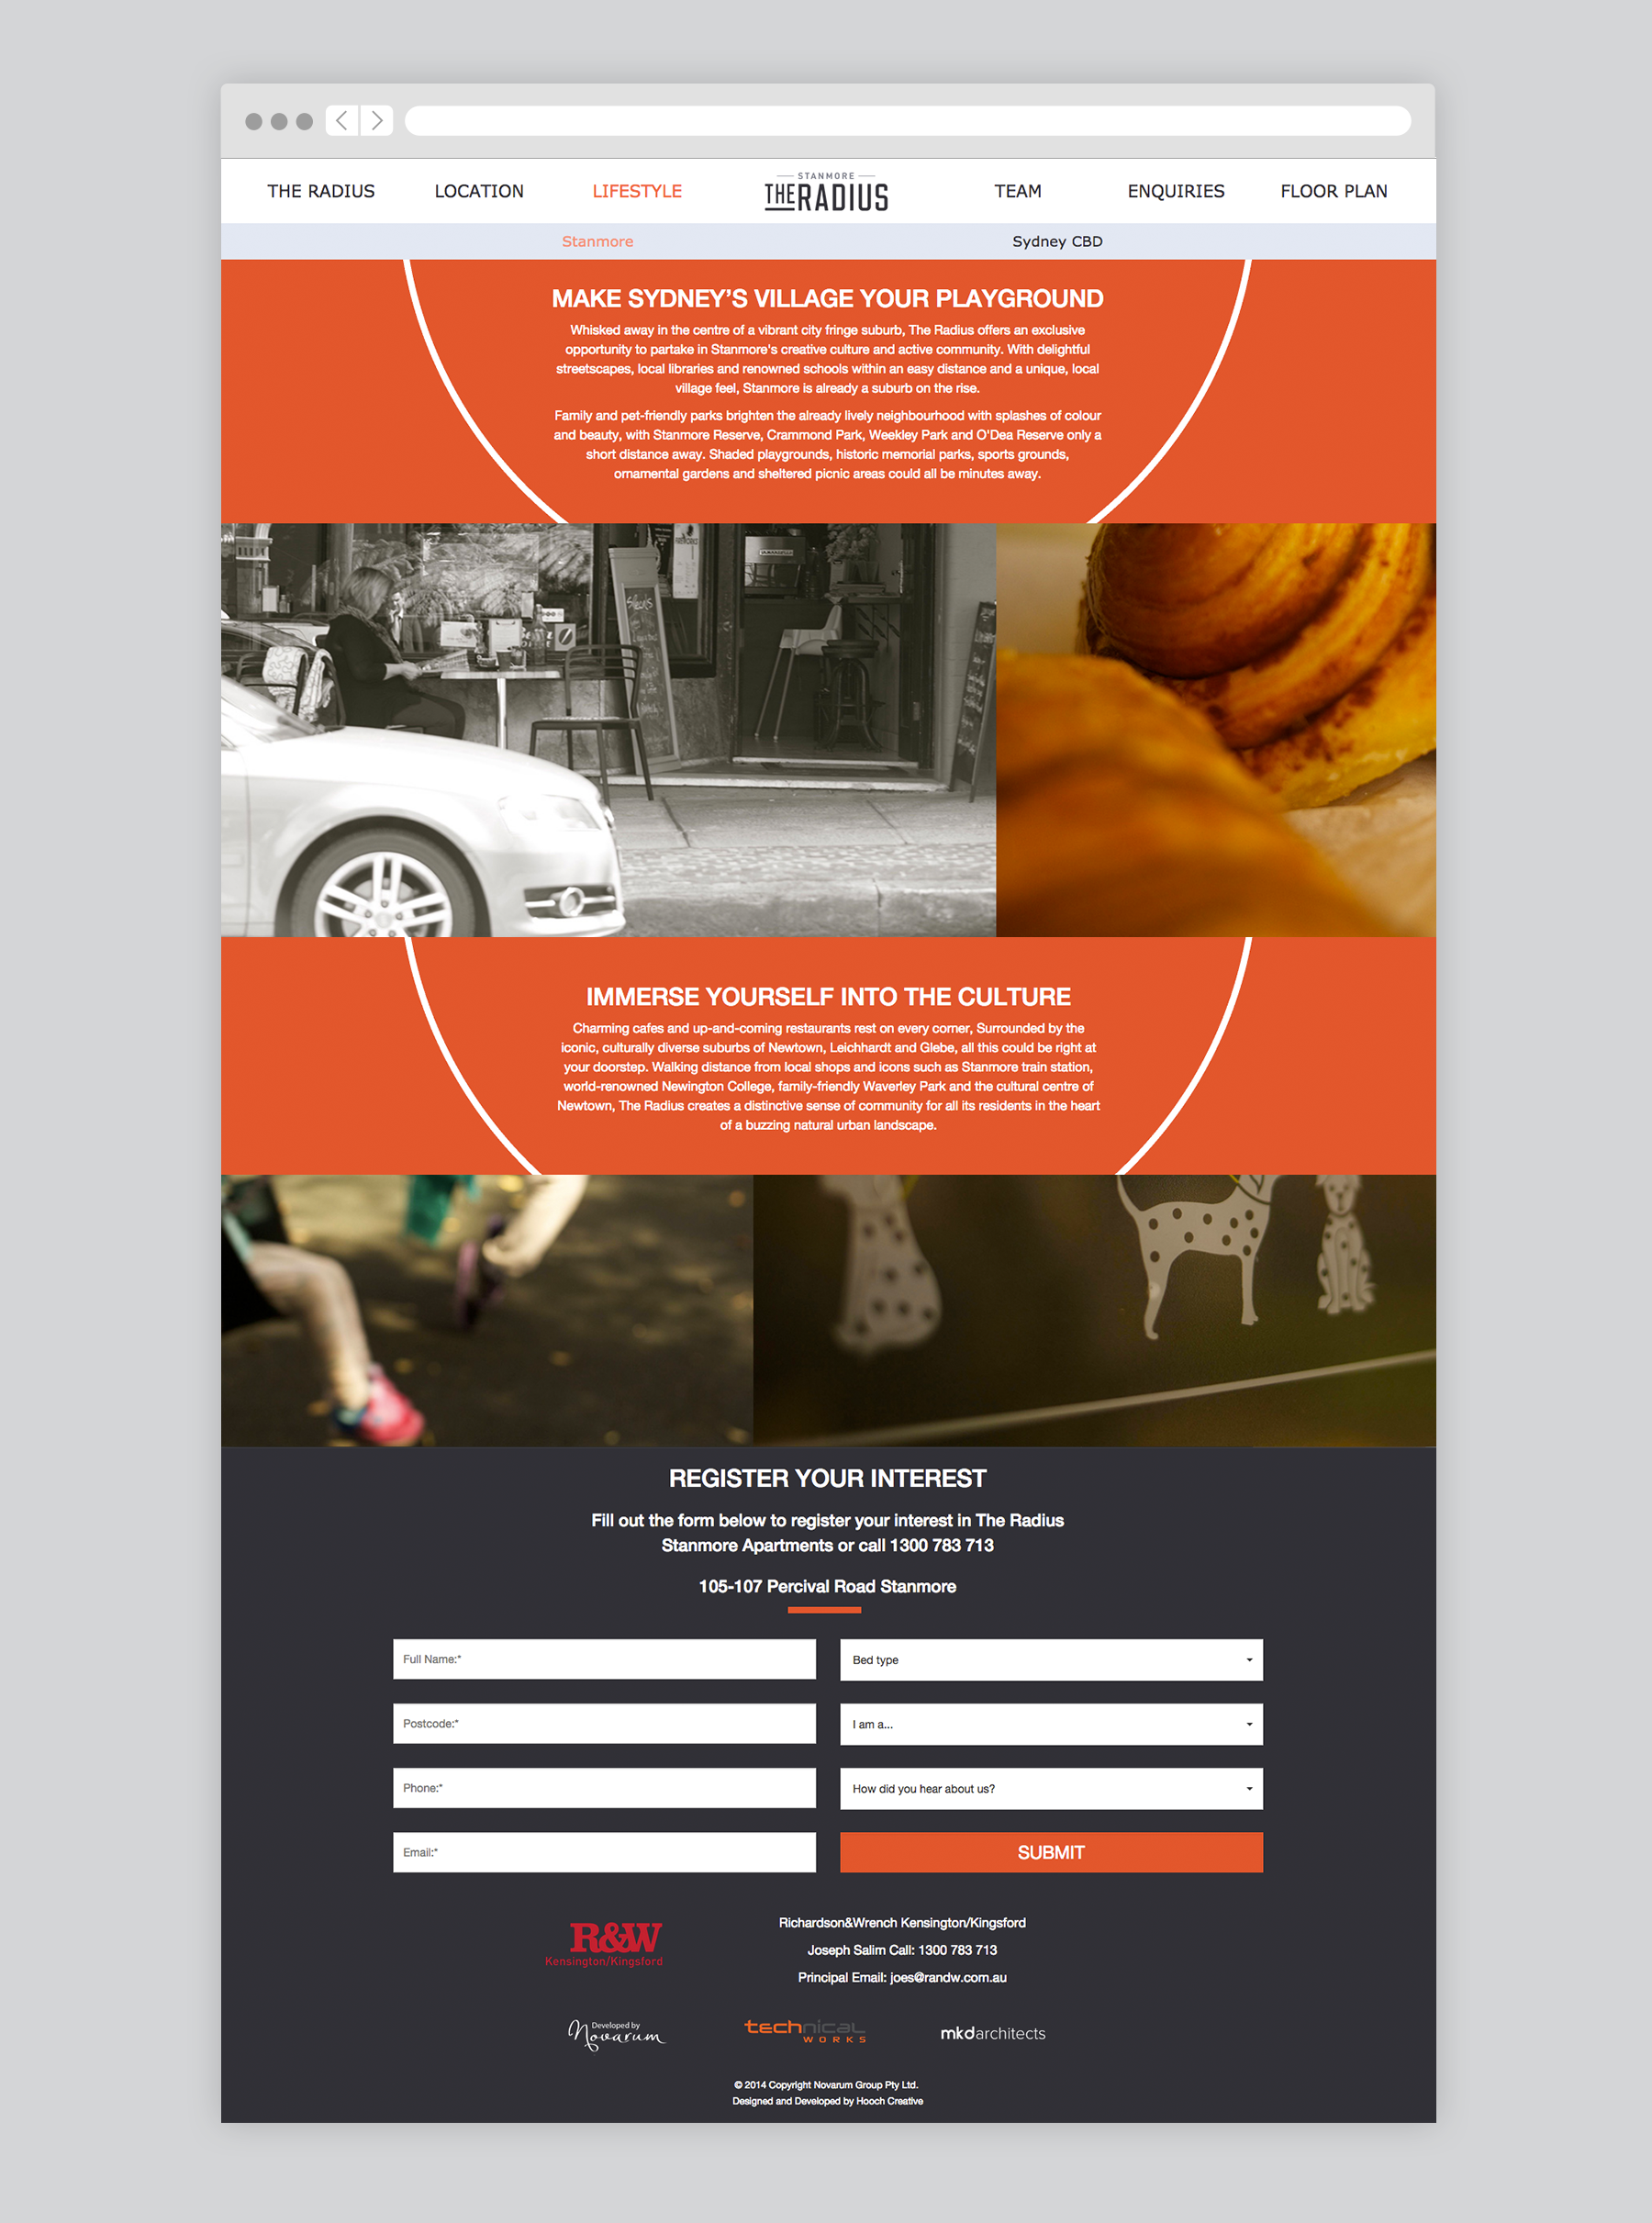 THE RADIUS
LOCATION
LIFESTYLE
STANMORE
THE RADIUS
TEAM
ENQUIRIES
FLOOR PLAN
Stanmore
Sydney CBD
MAKE SYDNEY’S VILLAGE YOUR PLAYGROUND
Whisked away in the centre of a vibrant city fringe suburb, The Radius offers an exclusive
opportunity to partake in Stanmore's creative culture and active community. With delightful
streetscapes, local libraries and renowned schools within an easy distance and a unique, local
village feel, Stanmore is already a suburb on the rise.
Family and pet-friendly parks brighten the already lively neighbourhood with splashes of colour
and beauty, with Stanmore Reserve, Crammond Park, Weekley Park and O'Dea Reserve only a
short distance away. Shaded playgrounds, historic memorial parks, sports grounds,
ornamental gardens and sheltered picnic areas could all be minutes away.
IMMERSE YOURSELF INTO THE CULTURE
Charming cafes and up-and-coming restaurants rest on every corner, Surrounded by the
iconic, culturally diverse suburbs of Newtown, Leichhardt and Glebe, all this could be right at
your doorstep. Walking distance from local shops and icons such as Stanmore train station,
world-renowned Newington College, family-friendly Waverley Park and the cultural centre of
Newtown, The Radius creates a distinctive sense of community for all its residents in the heart
of a buzzing natural urban landscape.
REGISTER YOUR INTEREST
Fill out the form below to register your interest in The Radius
Stanmore Apartments or call 1300 783 713
105-107 Percival Road Stanmore
Full Name:*
Bed type
Postcode:*
I am a...
Phone:*
How did you hear about us?
Email:*
SUBMIT
R&W
Kensington/Kingsford
Richardson&Wrench Kensington/Kingsford
Joseph Salim Call: 1300 783 713
Principal Email: joes@randw.com.au
Developed by
Novarum
technical
WORKS
mkdarchitects
© 2014 Copyright Novarum Group Pty Ltd.
Designed and Developed by Hooch Creative